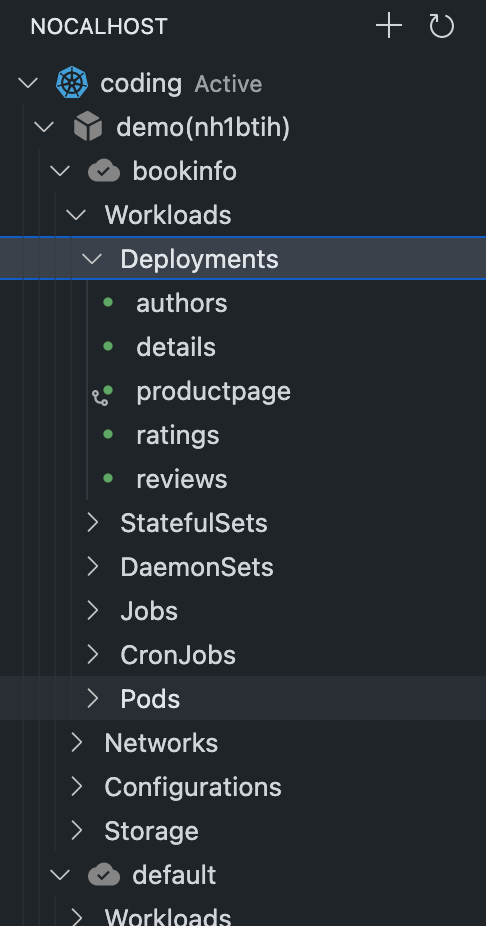 NOCALHOST
coding Active
demo(nh1btih)
bookinfo
Workloads
Deployments
authors
details
productpage
ratings
reviews
StatefulSets
DaemonSets
Jobs
CronJobs
Pods
Networks
Configurations
Storage
default
Workloads